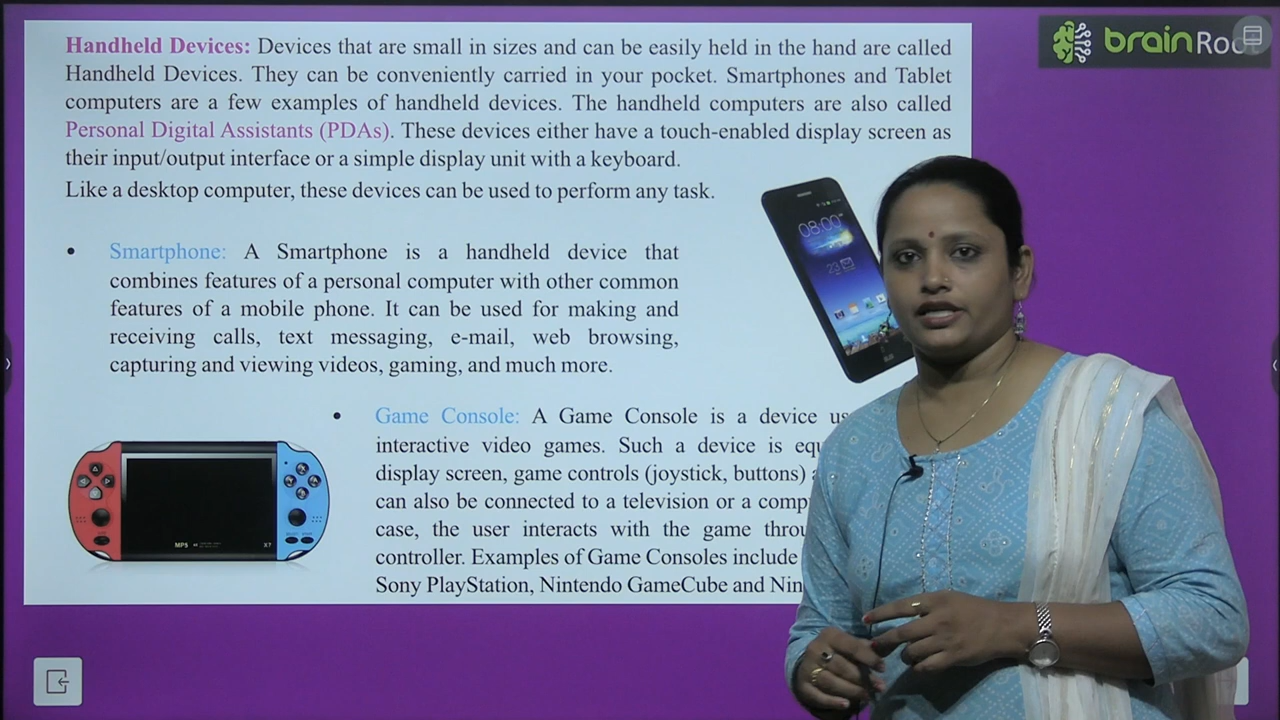 Handheld Devices: Devices that are small in sizes and can be easily held in the hand are called
Handheld Devices. They can be conveniently carried in your pocket. Smartphones and Tablet
computers are a few examples of handheld devices. The handheld computers are also called
Personal Digital Assistants (PDAs). These devices either have a touch-enabled display screen as
their input/output interface or a simple display unit with a keyboard.
Like a desktop computer, these devices can be used to perform any task.
• Smartphone: A Smartphone is a handheld device that
combines features of a personal computer with other common
features of a mobile phone. It can be used for making and
receiving calls, text messaging, e-mail, web browsing,
capturing and viewing videos, gaming, and much more.
• Game Console: A Game Console is a device
interactive video games. Such a device is
display screen, game controls (joystick, buttons)
can also be connected to a television or a
case, the user interacts with the game
controller. Examples of Game Consoles include
Sony PlayStation, Nintendo GameCube and
brain
08:00
23
MP5
X7